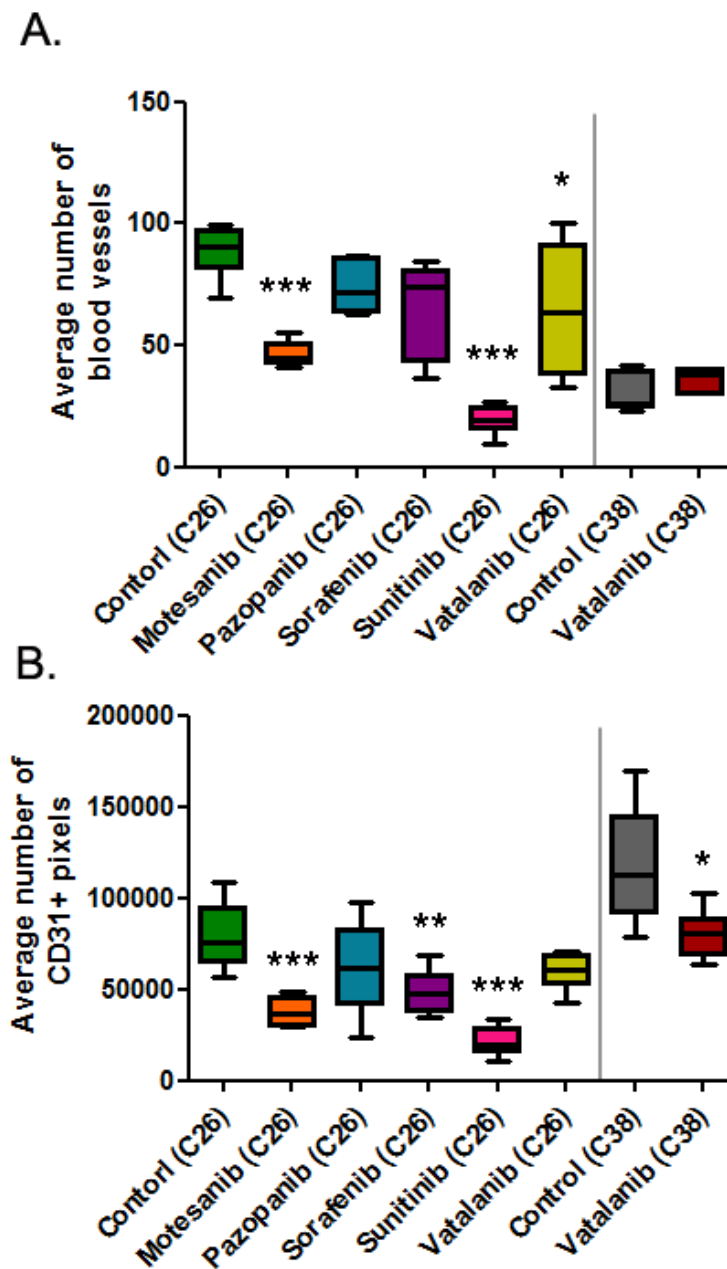 A.
Average number of
blood vessels
150
100
50
0
***
***
*
Contorl (C26)
Motesanib (C26)
Pazopanib (C26)
Sorafenib (C26)
Sunitinib (C26)
Vatalanib (C26)
Control (C38)
Vatalanib (C38)
B.
Average number of
CD31+ pixels
200000
150000
100000
50000
0
***
**
***
*
Contorl (C26)
Motesanib (C26)
Pazopanib (C26)
Sorafenib (C26)
Sunitinib (C26)
Vatalanib (C26)
Control (C38)
Vatalanib (C38)